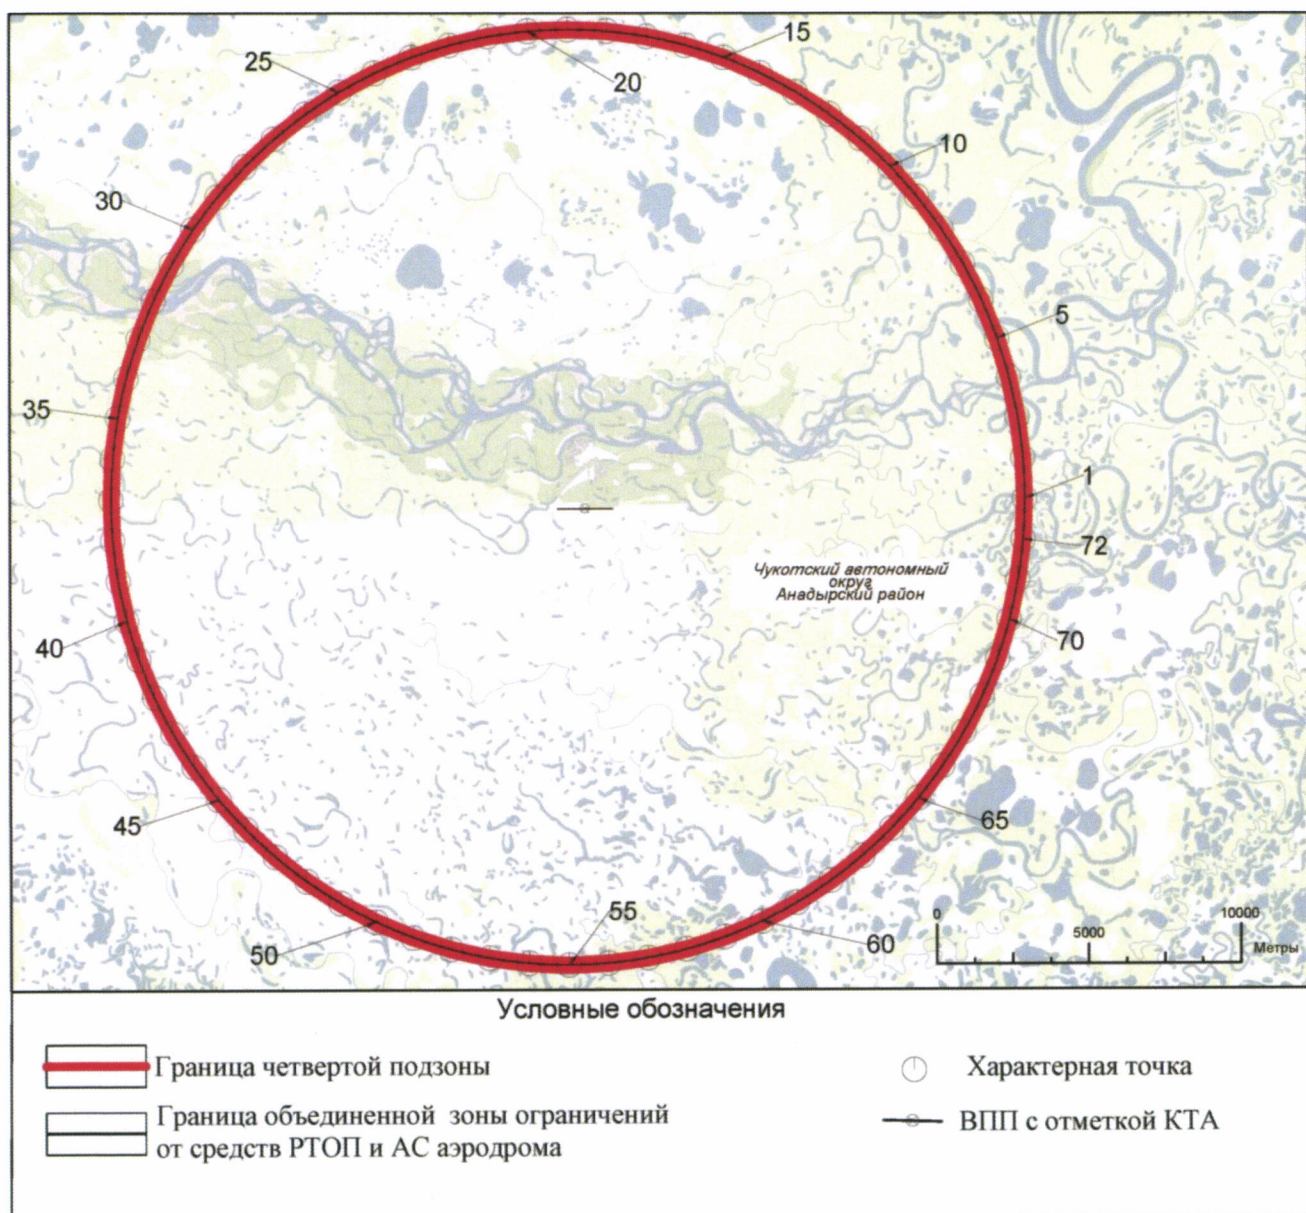 15
25
20
10
30
5
35
1
72
Чукотский автономный
округ
Анадырский район
70
40
65
45
55
50
60
0
10000
5000
Метры
Условные обозначения
Граница четвертой подзоны
Характерная точка
Граница объединенной зоны ограничений
от средств РТОП и АС аэродрома
ВПП с отметкой КТА